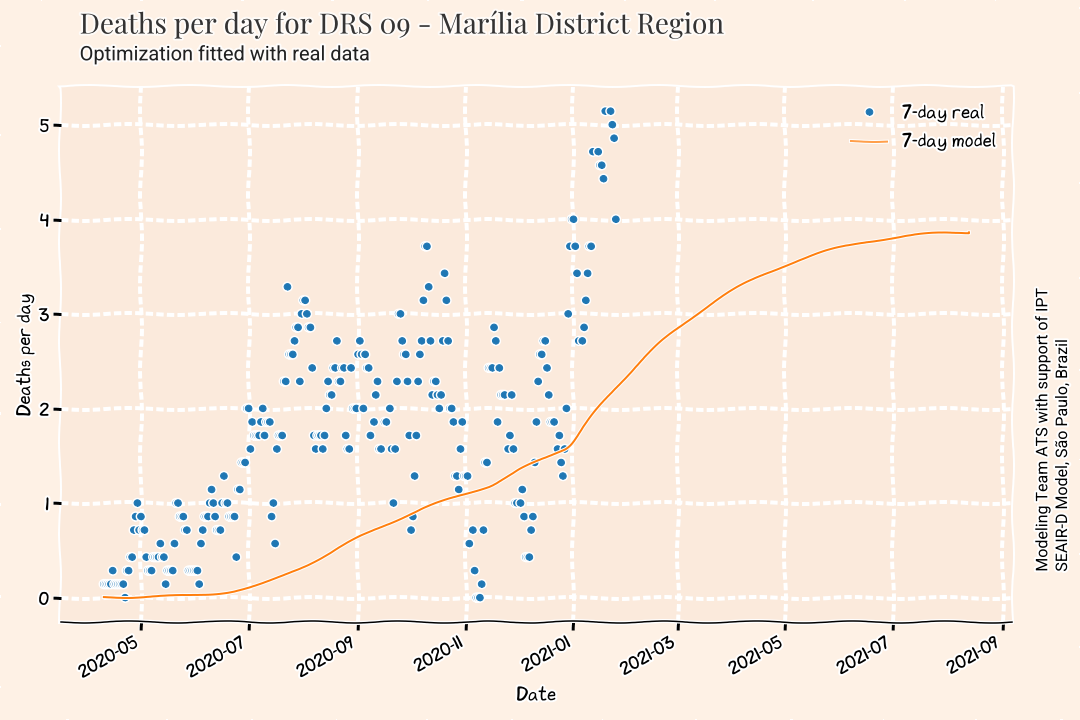 Deaths per day for DRS 09 - Marília District Region
Optimization fitted with real data
7-day real
7-day model
Deaths per day
5
4
3
2
1
0
2020-05
2020-07
2020-09
2020-11
2021-01
2021-03
2021-05
2021-07
2021-09
Date
Modeling Team ATS with support of IPT
SEAIR-D Model, São Paulo, Brazil